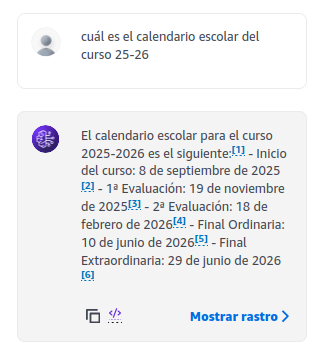 cuál es el calendario escolar del
curso 25-26
El calendario escolar para el curso
2025-2026 es el siguiente:[1] - Inicio
del curso: 8 de septiembre de 2025
[2] - 1ª Evaluación: 19 de noviembre
de 2025[3] - 2ª Evaluación: 18 de
febrero de 2026[4] - Final Ordinaria:
10 de junio de 2026[5] - Final
Extraordinaria: 29 de junio de 2026
[6]
</> Mostrar rastro >